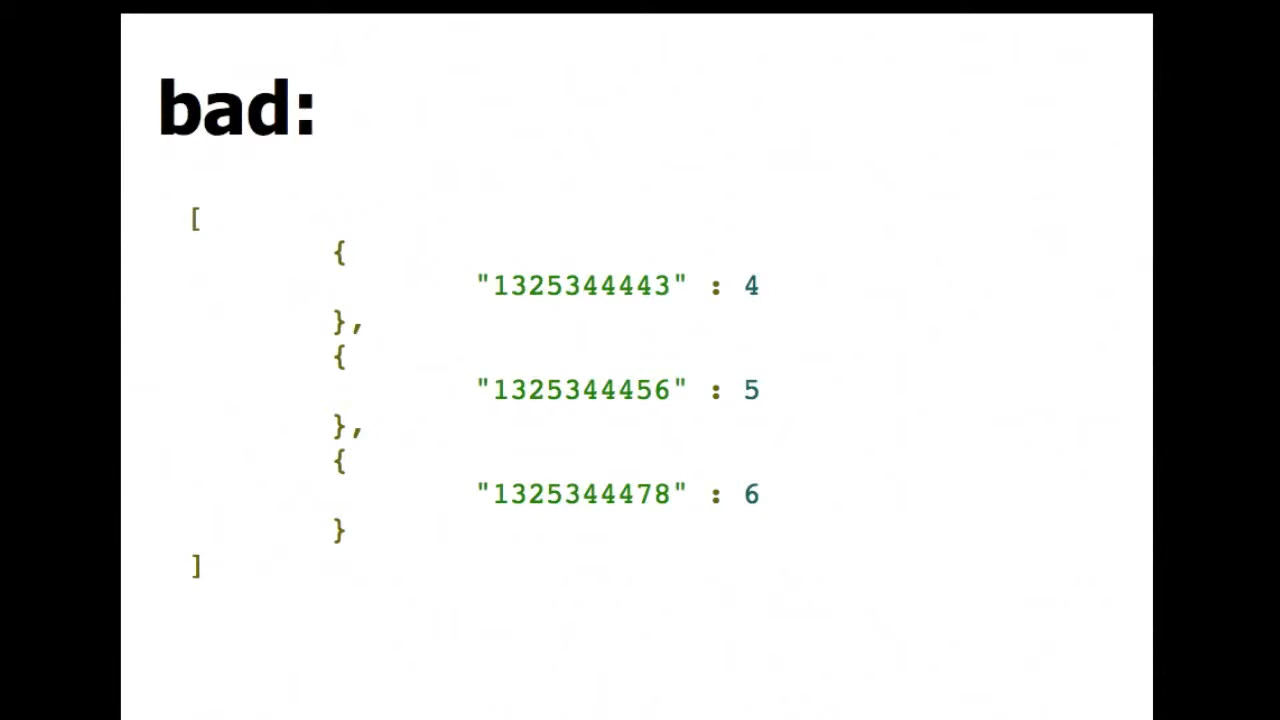 bad:
[
{
"1325344443" : 4
},
{
"1325344456" : 5
},
{
"1325344478" : 6
}
]